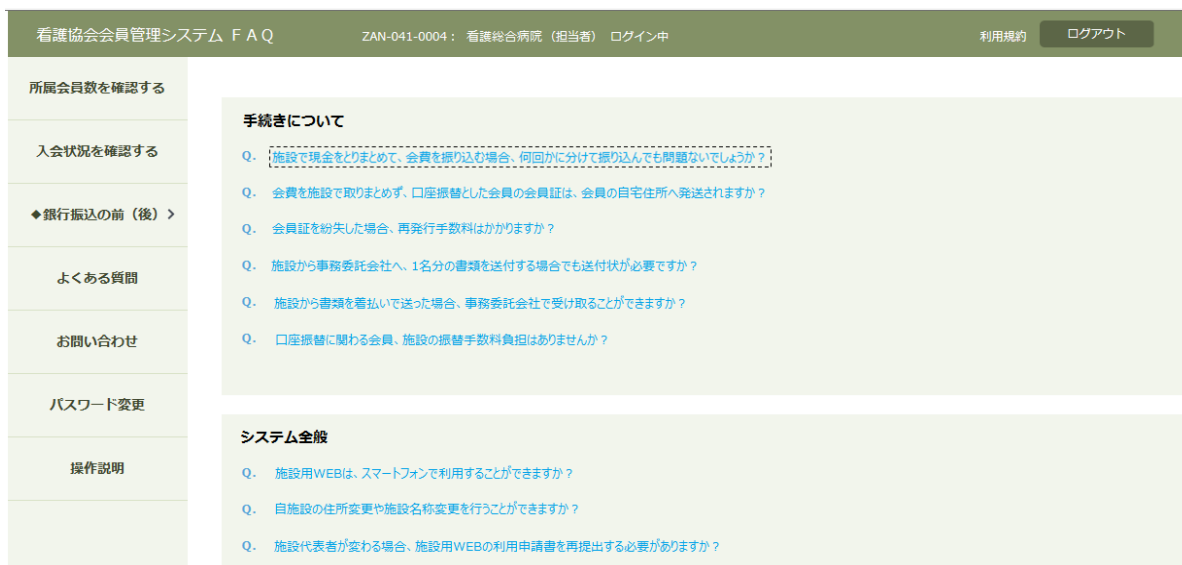 看護協会会員管理システム ＦＡＱ
ZAN-041-0004： 看護総合病院（担当者） ログイン中
利用規約
ログアウト
所属会員数を確認する
入会状況を確認する
◆銀行振込の前（後）
よくある質問
お問い合わせ
パスワード変更
操作説明
手続きについて
Q. 施設で現金をとりまとめて、会費を振り込む場合、何回かに分けて振り込んでも問題ないでしょうか？
Q. 会費を施設で取りまとめず、口座振替とした会員の会員証は、会員の自宅住所へ発送されますか？
Q. 会員証を紛失した場合、再発行手数料はかかりますか？
Q. 施設から事務委託会社へ、1名分の書類を送付する場合でも送付状が必要ですか？
Q. 施設から書類を着払いで送った場合、事務委託会社で受け取ることができますか？
Q. 口座振替に関わる会員、施設の振替手数料負担はありませんか？
システム全般
Q. 施設用WEBは、スマートフォンで利用することができますか？
Q. 自施設の住所変更や施設名称変更を行うことができますか？
Q. 施設代表者が変わる場合、施設用WEBの利用申請書を再提出する必要がありますか？